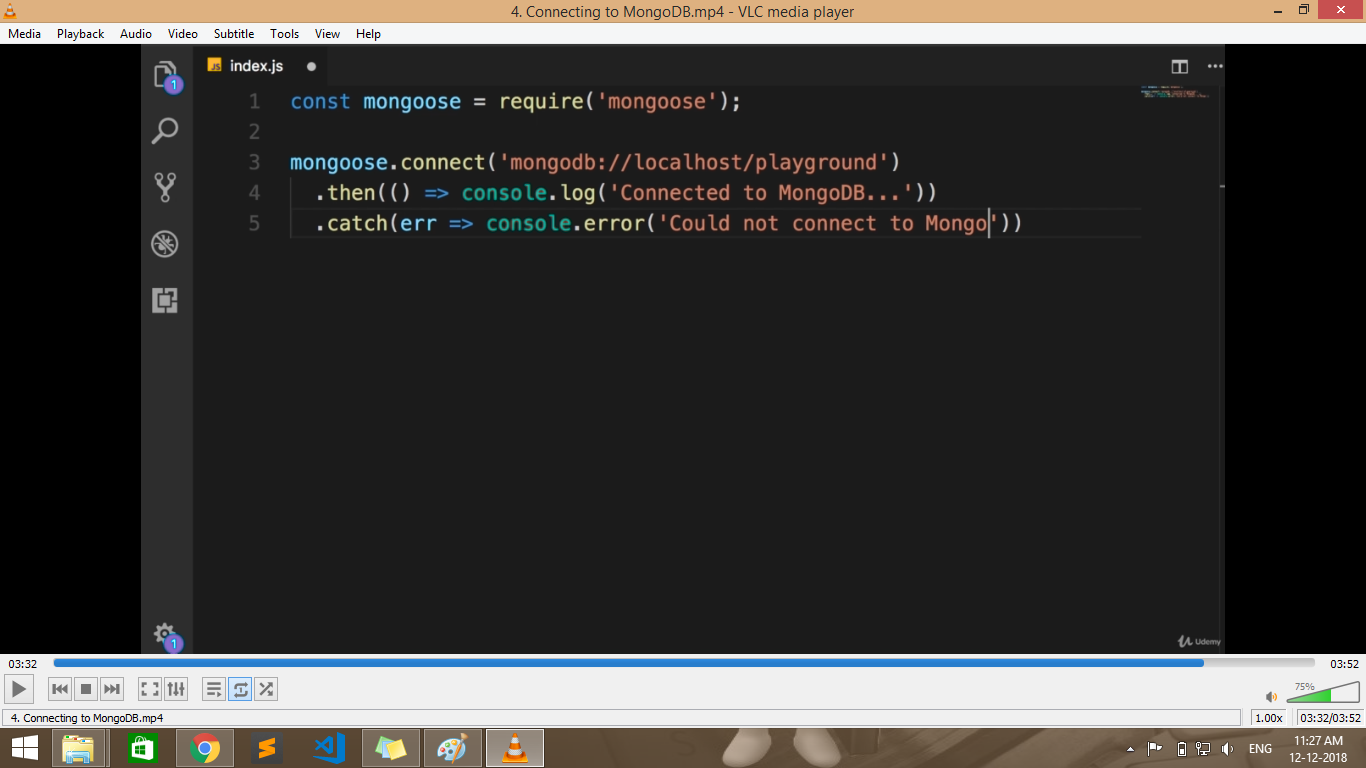 4. Connecting to MongoDB.mp4 - VLC media player
Media Playback Audio Video Subtitle Tools View Help
JS index.js
1
1 const mongoose = require('mongoose');
2
3 mongoose.connect('mongodb://localhost/playground')
4 .then(() => console.log('Connected to MongoDB...'))
5 .catch(err => console.error('Could not connect to Mongo'))
1
Udemy
03:32 03:52
75%
4. Connecting to MongoDB.mp4 1.00x 03:32/03:52
ENG 11:27 AM
12-12-2018